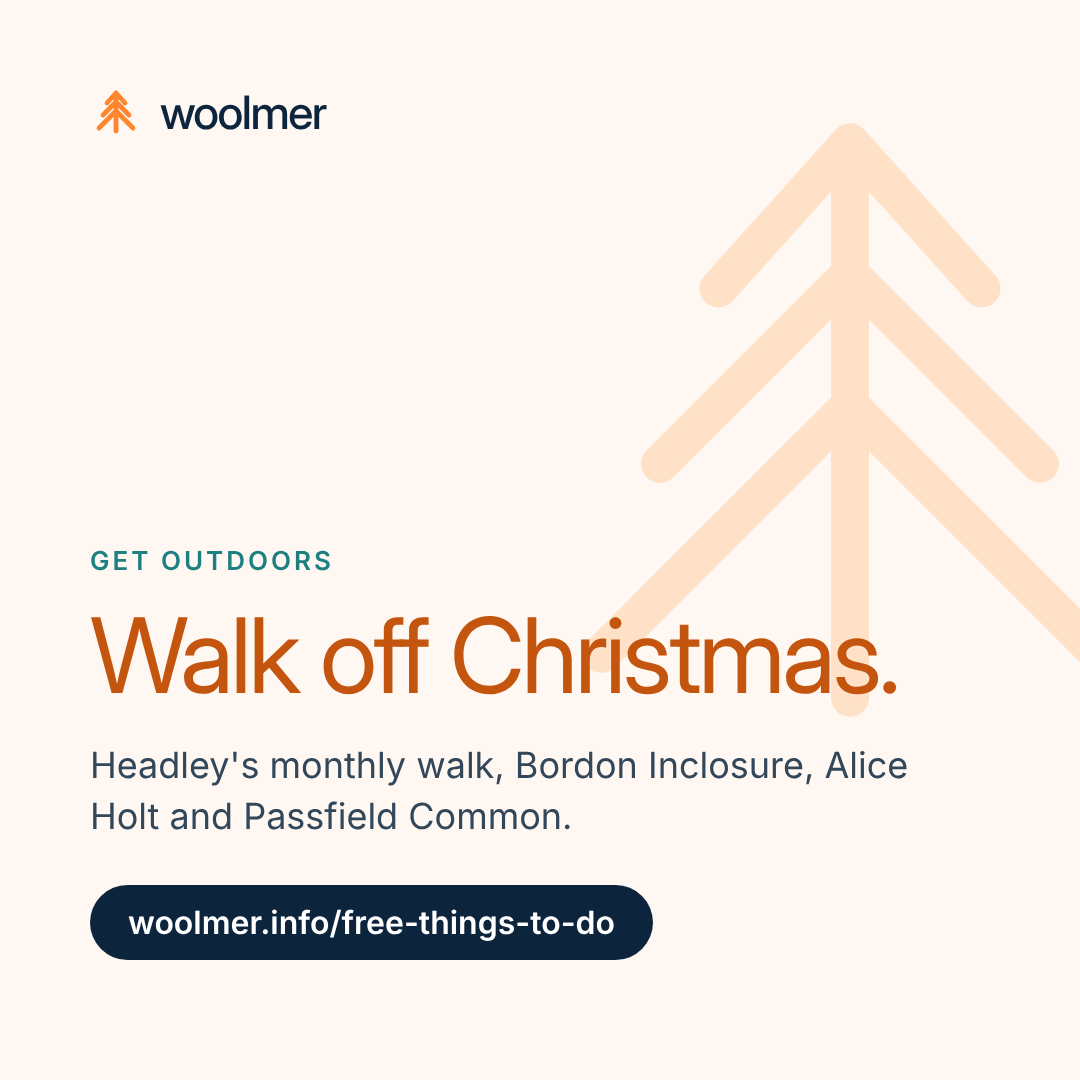 woolmer
GET OUTDOORS
Walk off Christmas.
Headley's monthly walk, Bordon Inclosure, Alice
Holt and Passfield Common.
woolmer.info/free-things-to-do